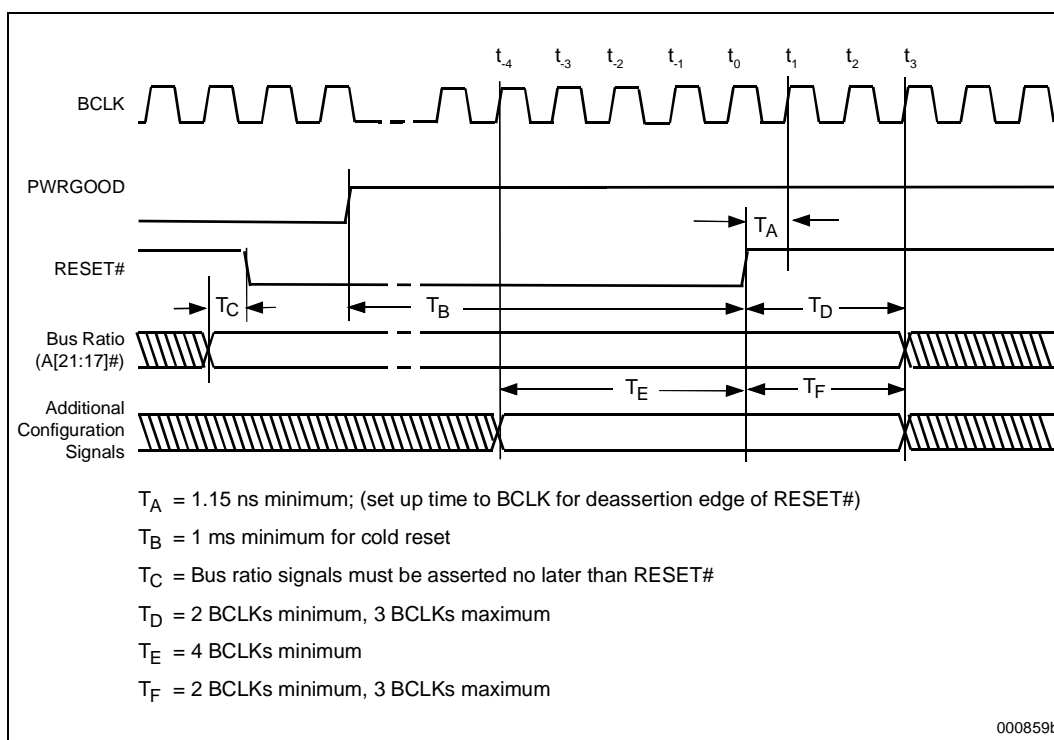 Signals
t-4 t-3 t-2 t-1 t0 t1 t2 t3
BCLK
PWRGOOD
TA
RESET#
TC TB TD
Bus Ratio
(A[21:17]#)
TE TF
Additional
Configuration
Signals
TA = 1.15 ns minimum; (set up time to BCLK for deassertion edge of RESET#)
TB = 1 ms minimum for cold reset
TC = Bus ratio signals must be asserted no later than RESET#
TD = 2 BCLKs minimum, 3 BCLKs maximum
TE = 4 BCLKs minimum
TF = 2 BCLKs minimum, 3 BCLKs maximum
000859b